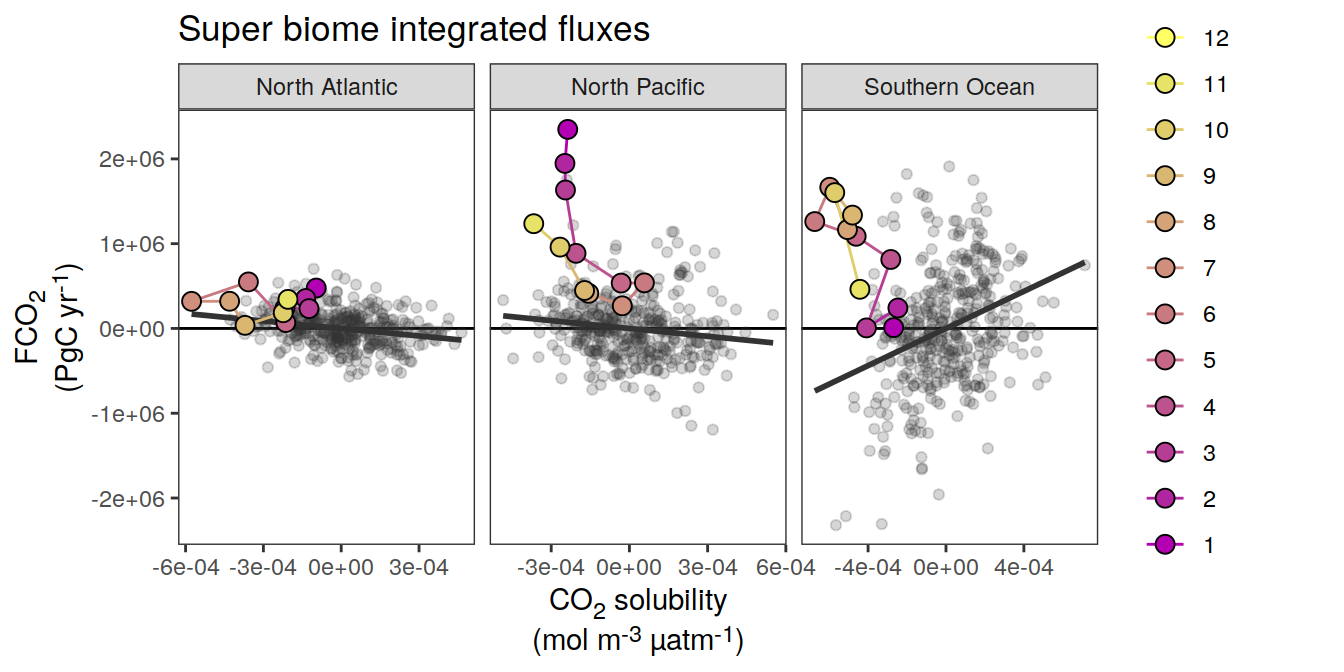 Super biome integrated fluxes
North Atlantic
North Pacific
Southern Ocean
FCO2
(PgC yr-1)
2e+06
1e+06
0e+00
-1e+06
-2e+06
-6e-04 -3e-04 0e+00 3e-04
-3e-04 0e+00 3e-04 6e-04
-4e-04 0e+00 4e-04
CO2 solubility
(mol m-3 µatm-1)
12
11
10
9
8
7
6
5
4
3
2
1